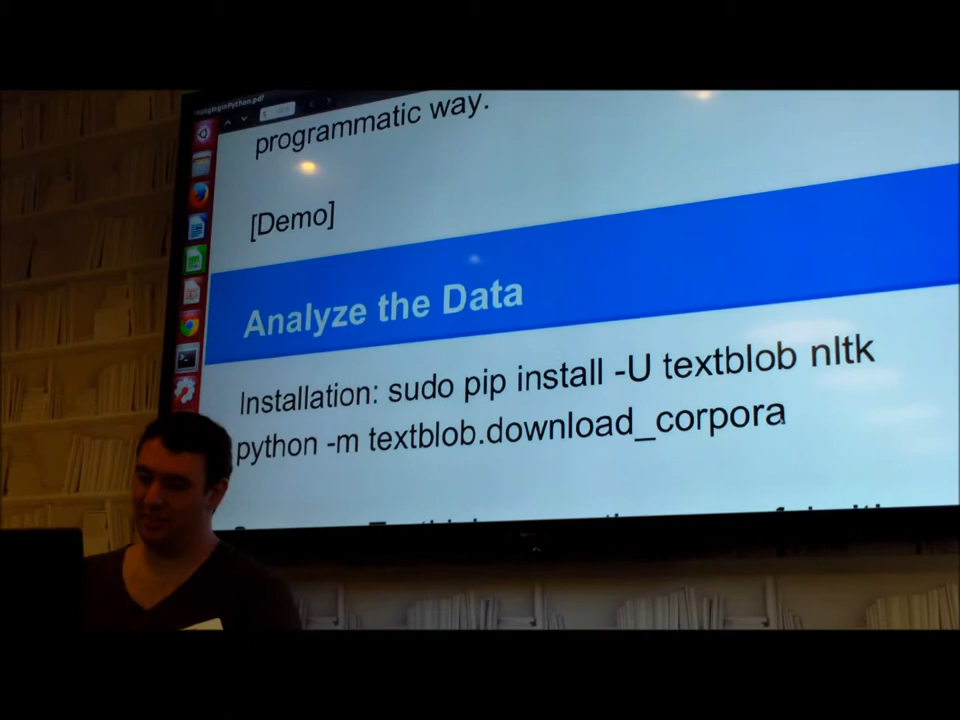 programmatic way.
[Demo]
Analyze the Data
Installation: sudo pip install -U textblob nltk
python -m textblob.download_corpora